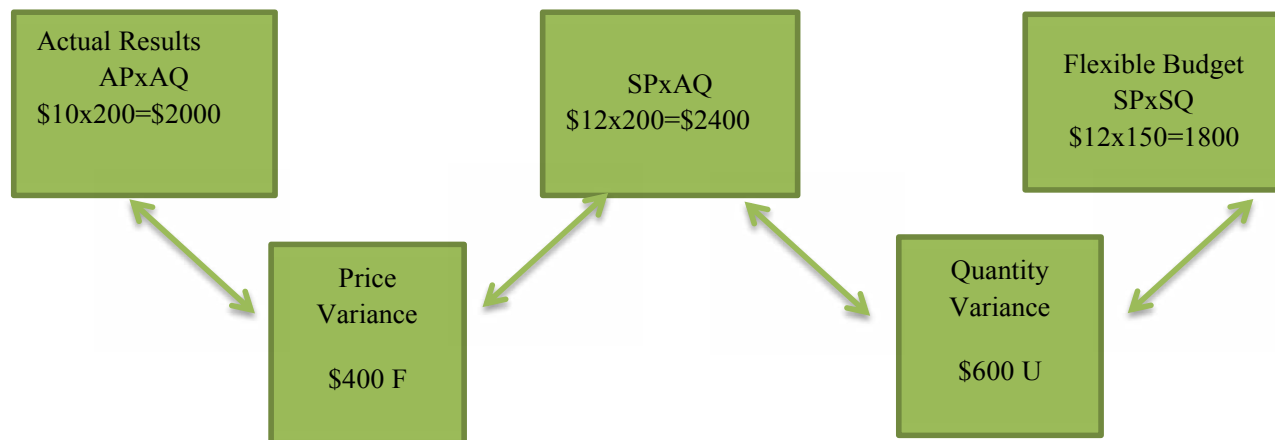 Actual Results
APxAQ
$10x200=$2000
SPxAQ
$12x200=$2400
Flexible Budget
SPxSQ
$12x150=1800
Price
Variance
$400 F
Quantity
Variance
$600 U